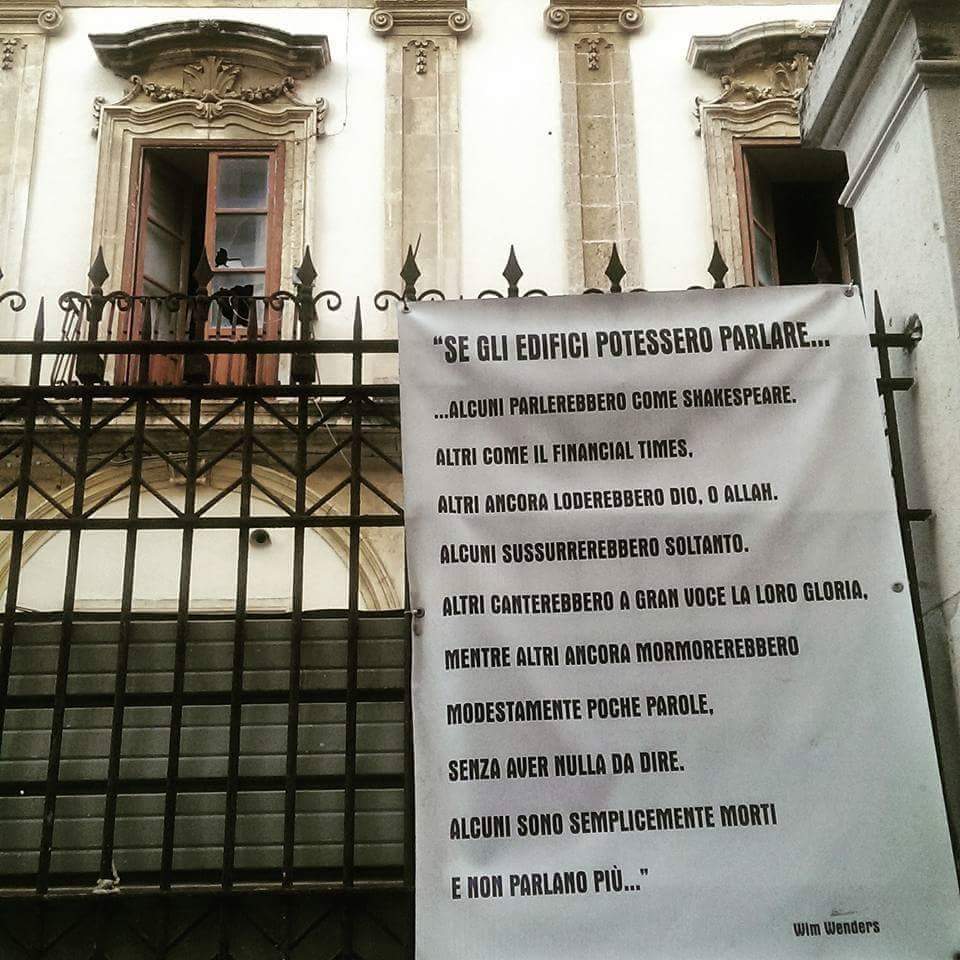 "SE GLI EDIFICI POTESSERO PARLARE...
...ALCUNI PARLEREBBERO COME SHAKESPEARE.
ALTRI COME IL FINANCIAL TIMES,
ALTRI ANCORA LODEREBBERO DIO, O ALLAH.
ALCUNI SUSSURREREBBERO SOLTANTO.
ALTRI CANTEREBBERO A GRAN VOCE LA LORO GLORIA,
MENTRE ALTRI ANCORA MORMOREREBBERO
MODESTAMENTE POCHE PAROLE,
SENZA AVER NULLA DA DIRE.
ALCUNI SONO SEMPLICEMENTE MORTI
E NON PARLANO PIÙ..."
Wim Wenders